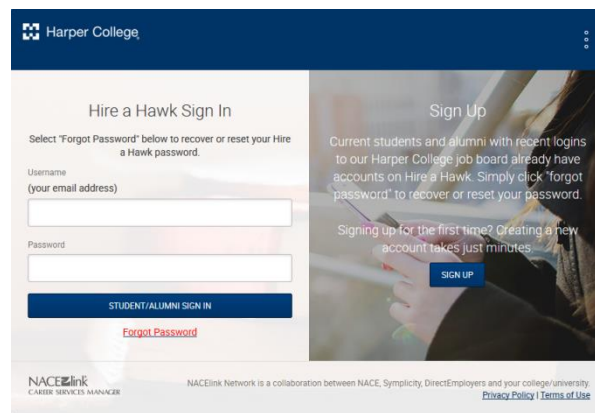 Harper College
Hire a Hawk Sign In
Select "Forgot Password" below to recover or reset your Hire
a Hawk password.
Username
(your email address)
Password
STUDENT/ALUMNI SIGN IN
Forgot Password
Sign Up
Current students and alumni with recent logins
to our Harper College job board already have
accounts on Hire a Hawk. Simply click "forgot
password" to recover or reset your password.
Signing up for the first time? Creating a new
account takes just minutes.
SIGN UP
NACElink
CAREER SERVICES MANAGER
NACElink Network is a collaboration between NACE, Symplicity, DirectEmployers and your college/university.
Privacy Policy | Terms of Use